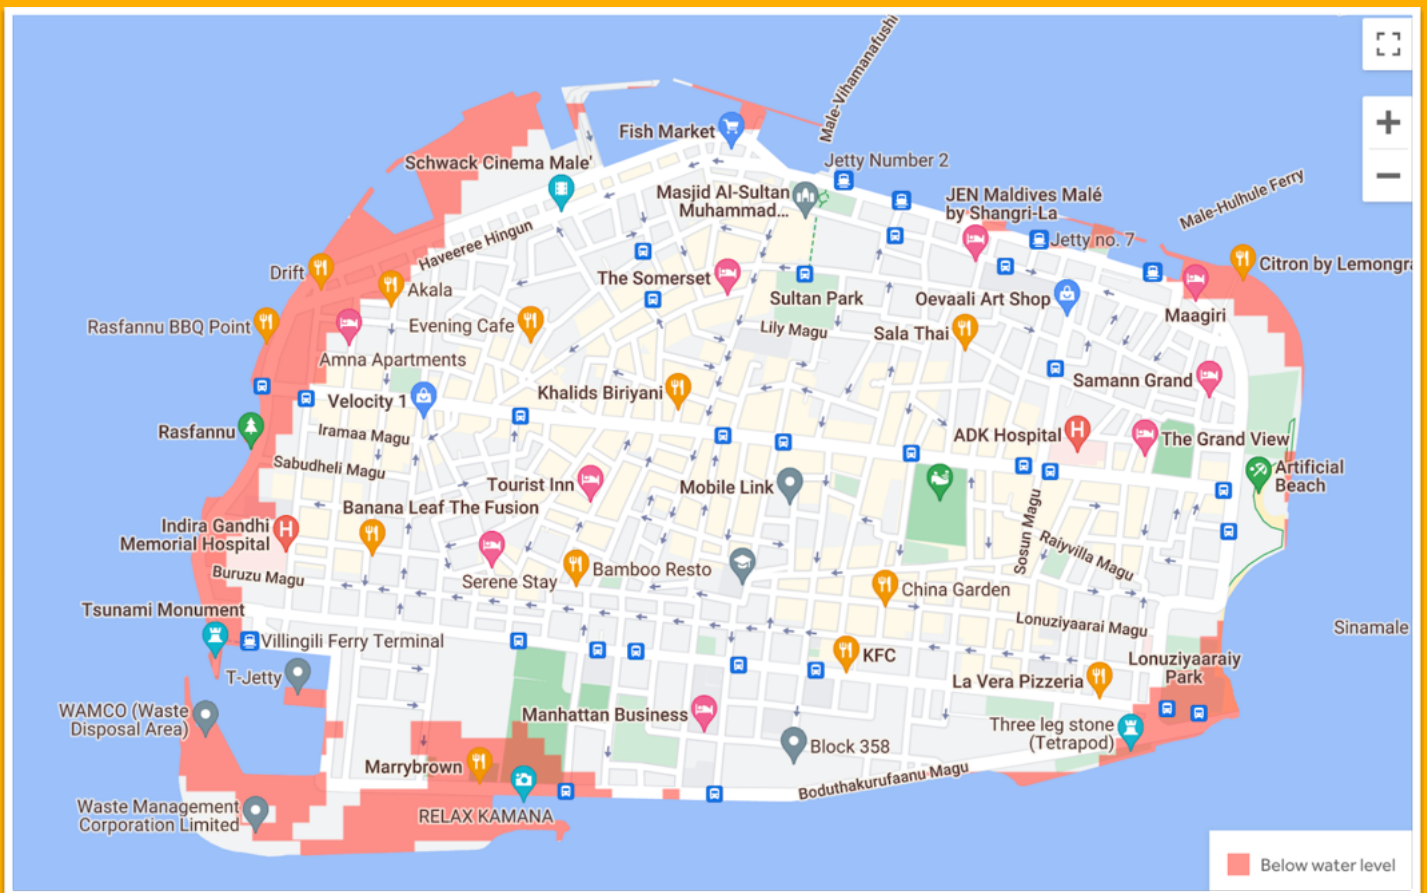 Male-Vihamanafushi
Fish Market
Schwack Cinema Male'
Jetty Number 2
Masjid Al-Sultan
Muhammad...
JEN Maldives Malé
by Shangri-La
Male-Hulhule Ferry
Haveeree Hingun
Jetty no. 7
Drift
Citron by Lemongra
Akala
The Somerset
Sultan Park
Oevaali Art Shop
Maagiri
Rasfannu BBQ Point
Evening Cafe
Lily Magu
Sala Thai
Amna Apartments
Khalids Biriyani
Samann Grand
Velocity 1
Rasfannu
Iramaa Magu
ADK Hospital
The Grand View
Sabudheli Magu
Tourist Inn
Mobile Link
Artificial
Beach
Banana Leaf The Fusion
Sosun Magu
Indira Gandhi
Memorial Hospital
Raiyvilla Magu
Buruzu Magu
Serene Stay
Bamboo Resto
China Garden
Tsunami Monument
Lonuziyaarai Magu
Sinamale
Villingili Ferry Terminal
KFC
Lonuziyaaraiy
Park
T-Jetty
La Vera Pizzeria
WAMCO (Waste
Disposal Area)
Manhattan Business
Three leg stone
(Tetrapod)
Block 358
Marrybrown
Boduthakurufaanu Magu
Waste Management
Corporation Limited
RELAX KAMANA
Below water level